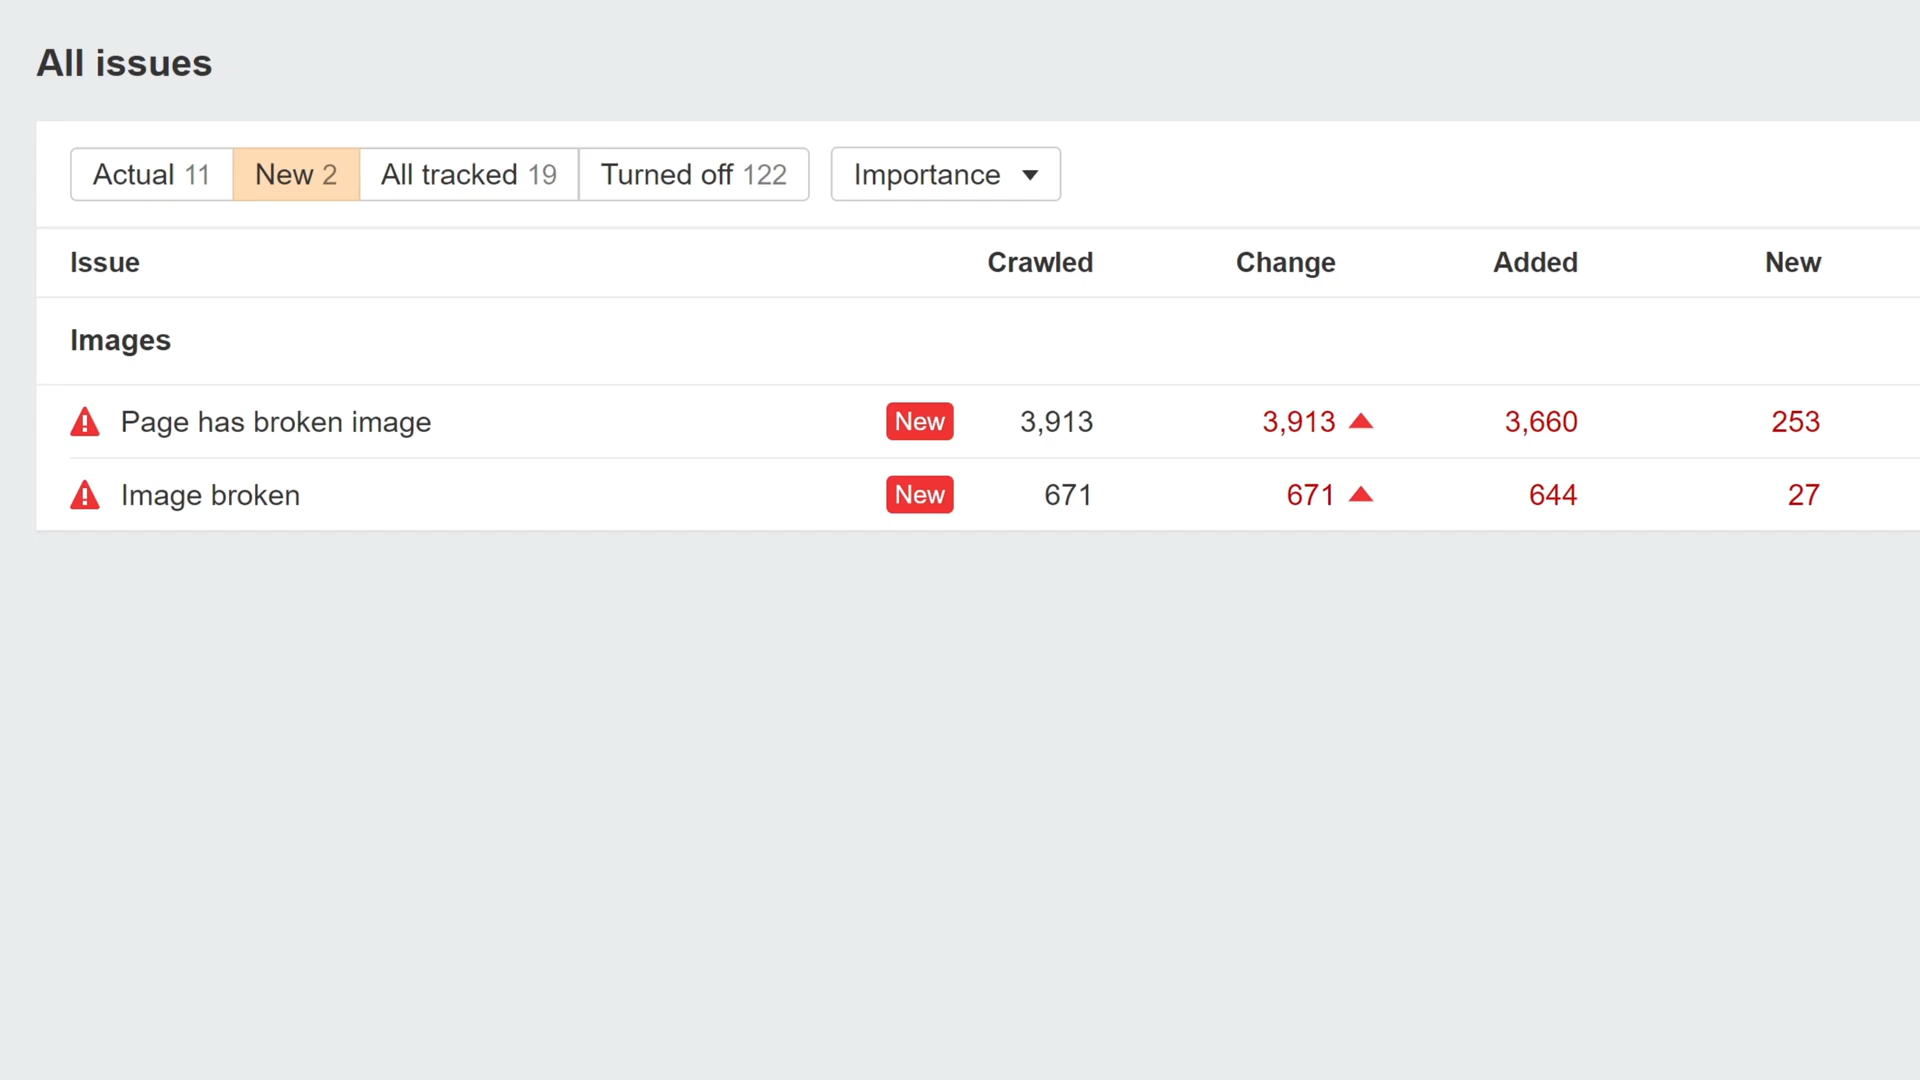 All issues
Actual 11 New 2 All tracked 19 Turned off 122 Importance
Issue Crawled Change Added New
Images
Page has broken image New 3,913 3,913 3,660 253
Image broken New 671 671 644 27